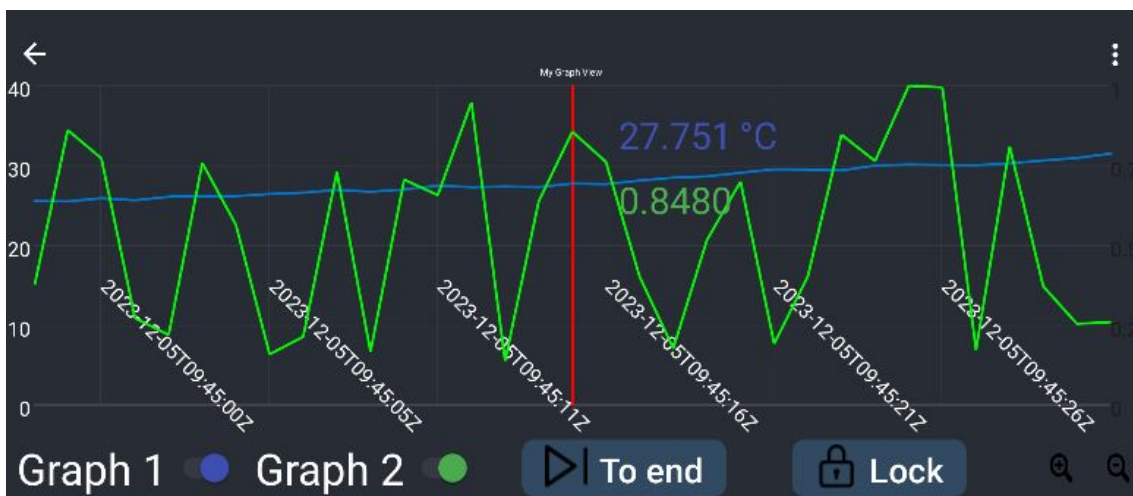 My Graph View
40
1
27.751 °C
30
0.8480
20
10
0
0
2023-12-05T09:45:00Z
2023-12-05T09:45:05Z
2023-12-05T09:45:11Z
2023-12-05T09:45:16Z
2023-12-05T09:45:21Z
2023-12-05T09:45:26Z
Graph 1 Graph 2 To end Lock